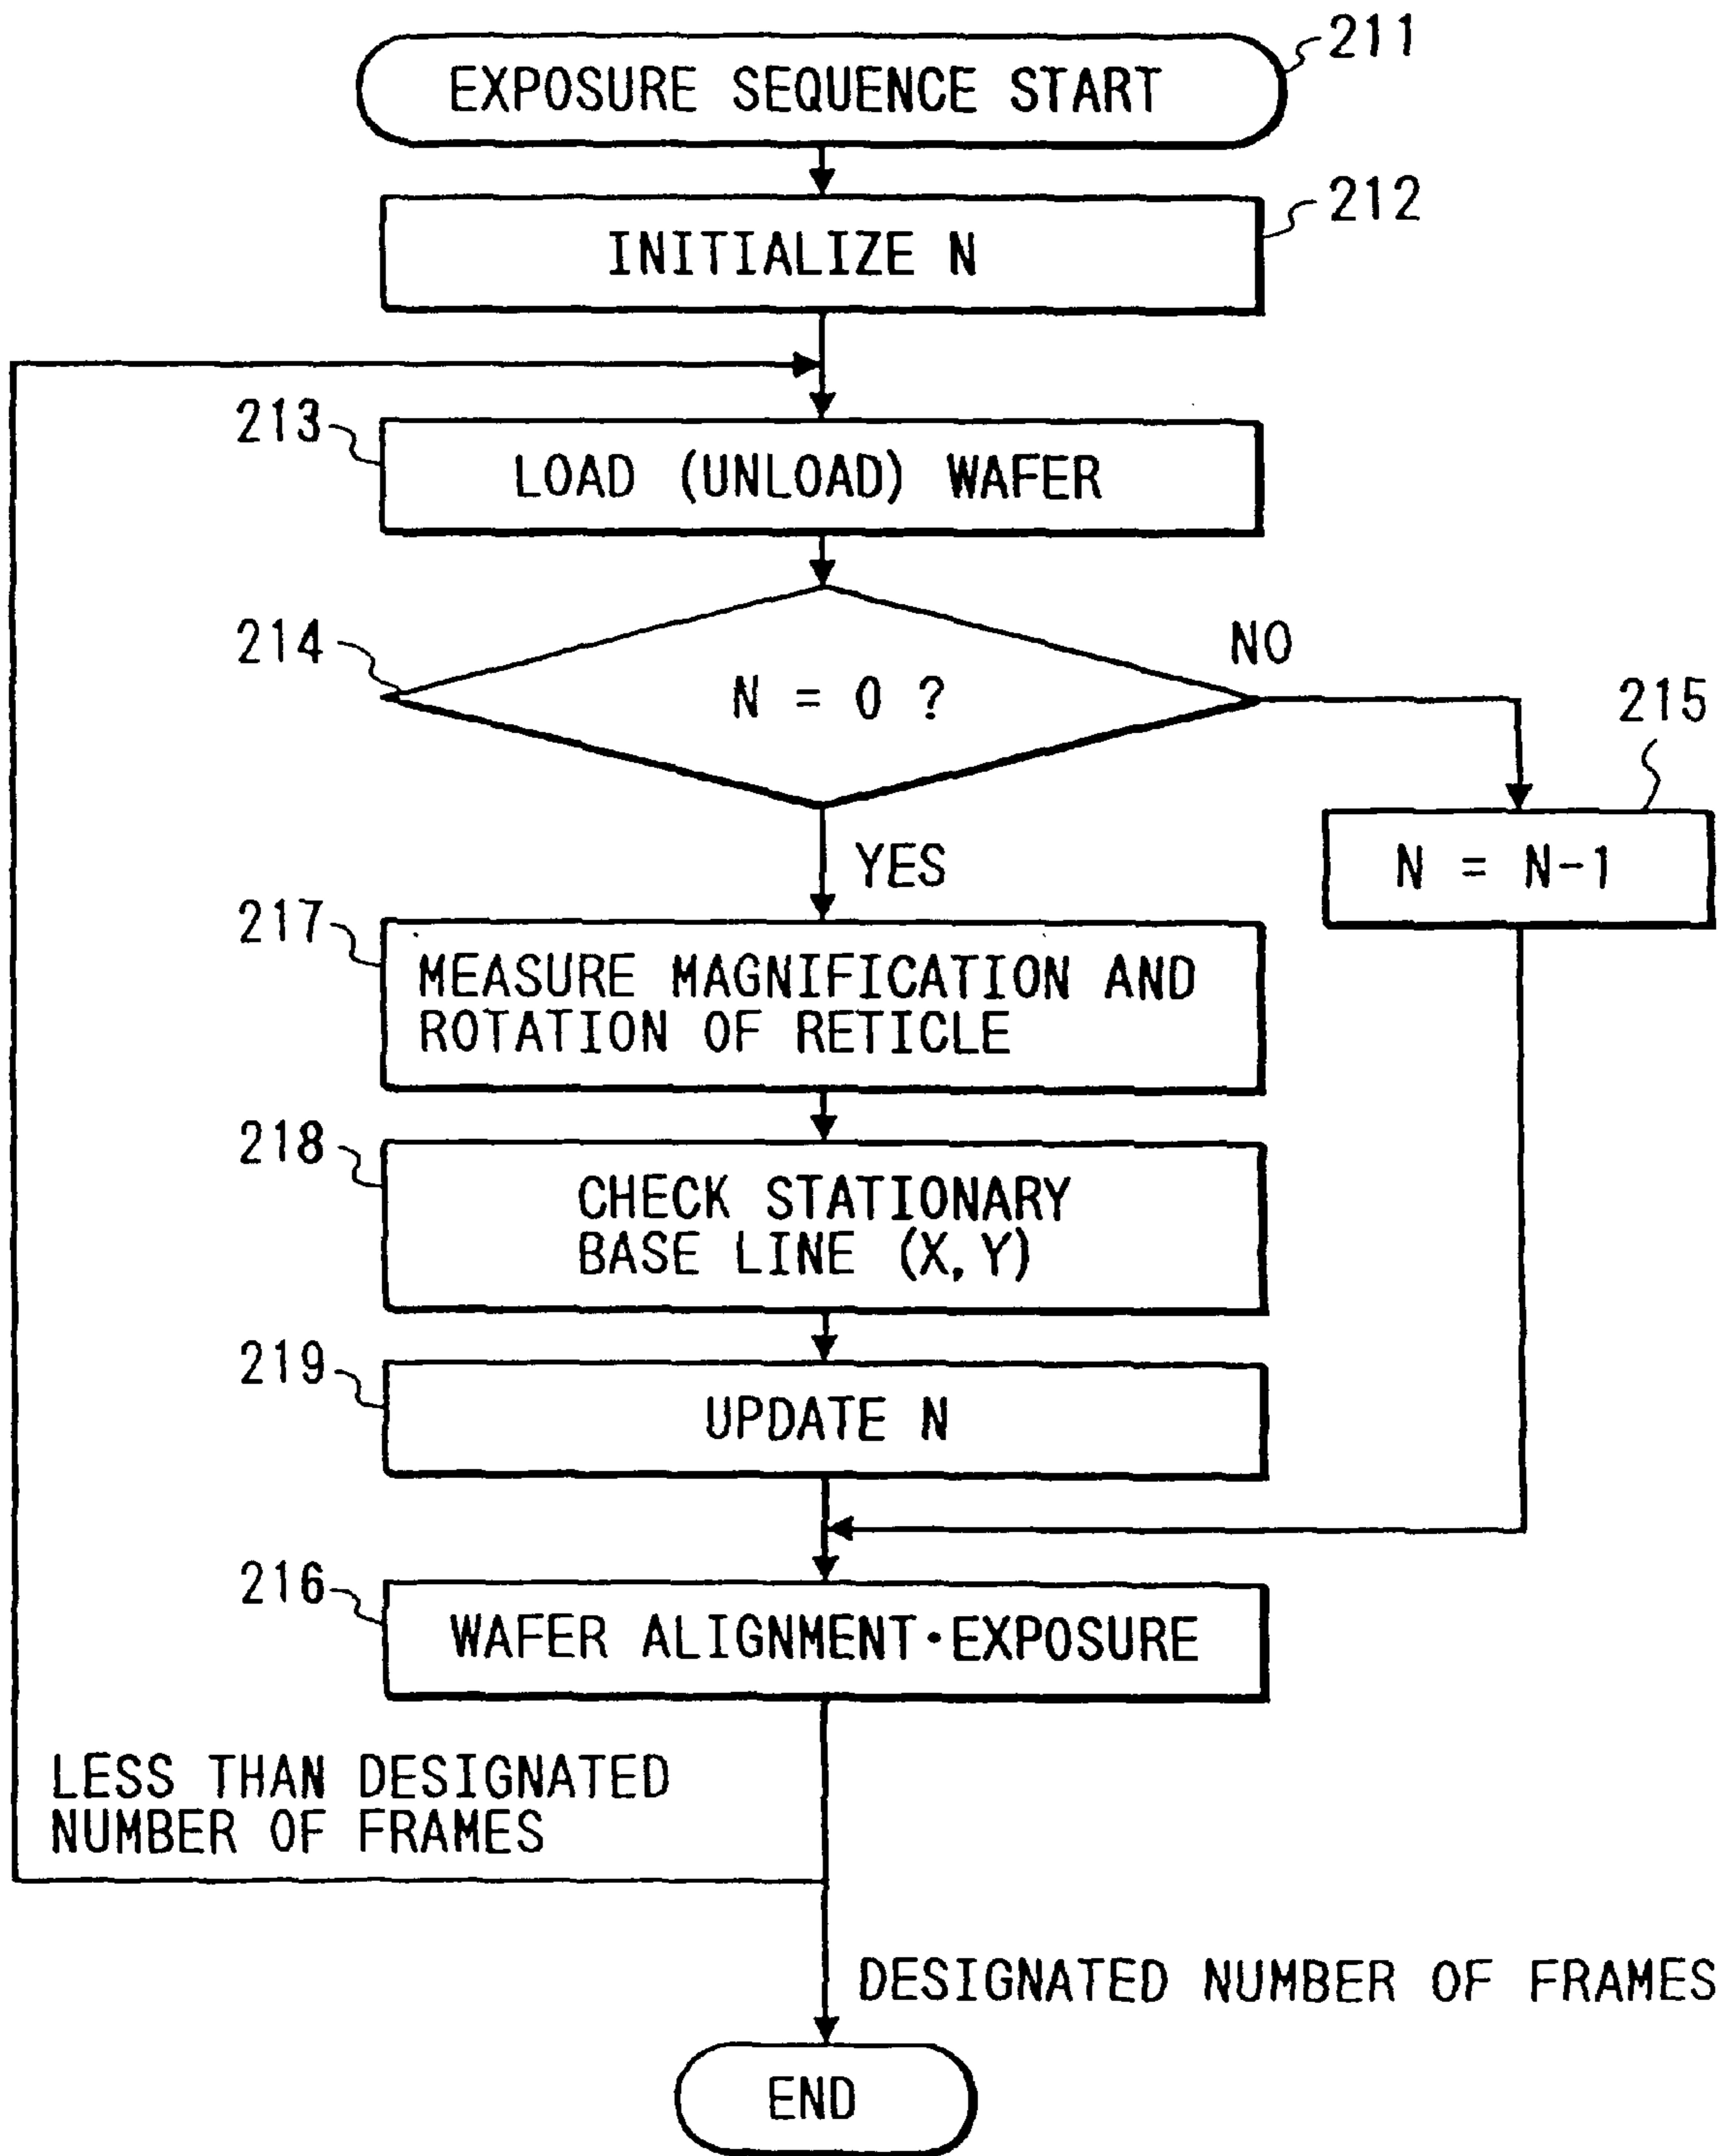 211
EXPOSURE SEQUENCE START
212
INITIALIZE N
213
LOAD (UNLOAD) WAFER
214
N = 0 ?
NO
215
N = N-1
YES
217
MEASURE MAGNIFICATION AND
ROTATION OF RETICLE
218
CHECK STATIONARY
BASE LINE (X, Y)
219
UPDATE N
216
WAFER ALIGNMENT・EXPOSURE
LESS THAN DESIGNATED
NUMBER OF FRAMES
DESIGNATED NUMBER OF FRAMES
END